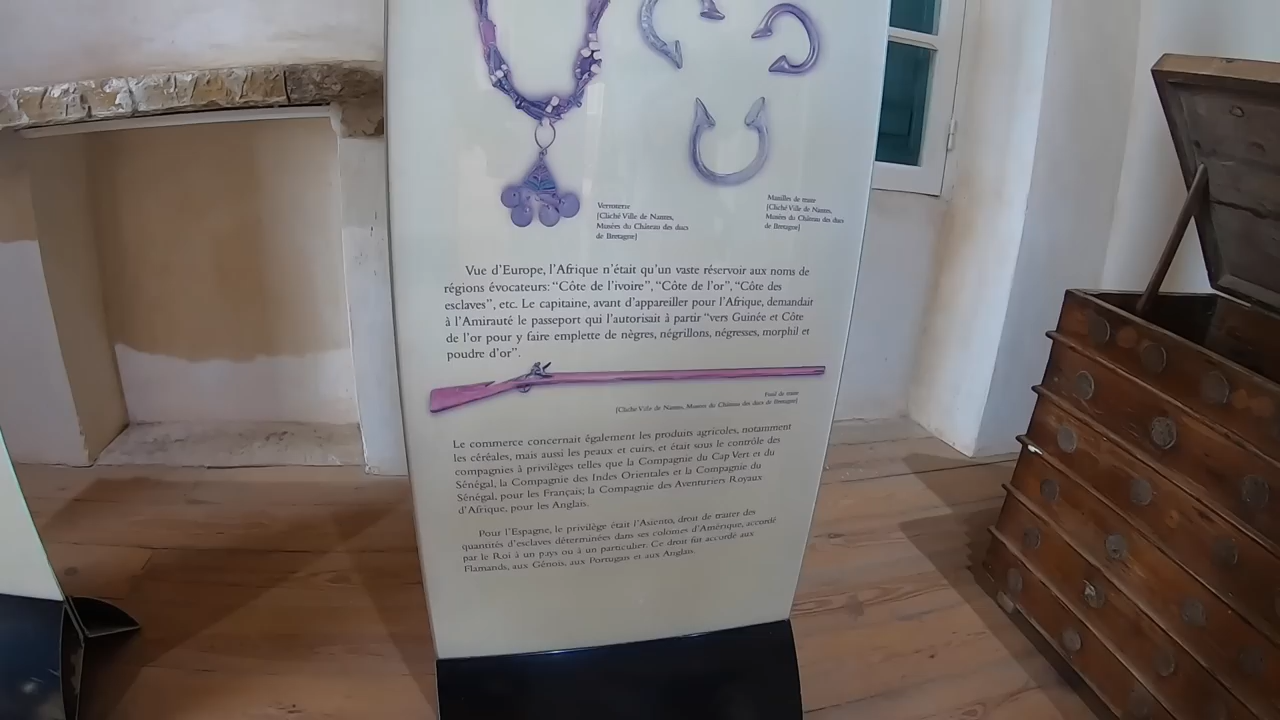 Verroterie
[Cliché Ville de Nantes,
Musées du Château des ducs
de Bretagne]
Manilles de traite
[Cliché Ville de Nantes,
Musées du Château des ducs
de Bretagne]
Vue d'Europe, l'Afrique n'était qu'un vaste réservoir aux noms de
régions évocateurs: "Côte de l'ivoire", "Côte de l'or", "Côte des
esclaves", etc. Le capitaine, avant d'appareiller pour l'Afrique, demandait
à l'Amirauté le passeport qui l'autorisait à partir "vers Guinée et Côte
de l'or pour y faire emplette de nègres, négrillons, négresses, morphil et
poudre d'or".
Fusil de traite
[Cliché Ville de Nantes, Musées du Château des ducs de Bretagne]
Le commerce concernait également les produits agricoles, notamment
les céréales, mais aussi les peaux et cuirs, et était sous le contrôle des
compagnies à privilèges telles que la Compagnie du Cap Vert et du
Sénégal, la Compagnie des Indes Orientales et la Compagnie du
Sénégal, pour les Français; la Compagnie des Aventuriers Royaux
d'Afrique, pour les Anglais.
Pour l'Espagne, le privilège était l'Asiento, droit de traiter des
quantités d'esclaves déterminées dans ses colonies d'Amérique, accordé
par le Roi à un pays ou à un particulier. Ce droit fut accordé aux
Flamands, aux Génois, aux Portugais et aux Anglais.